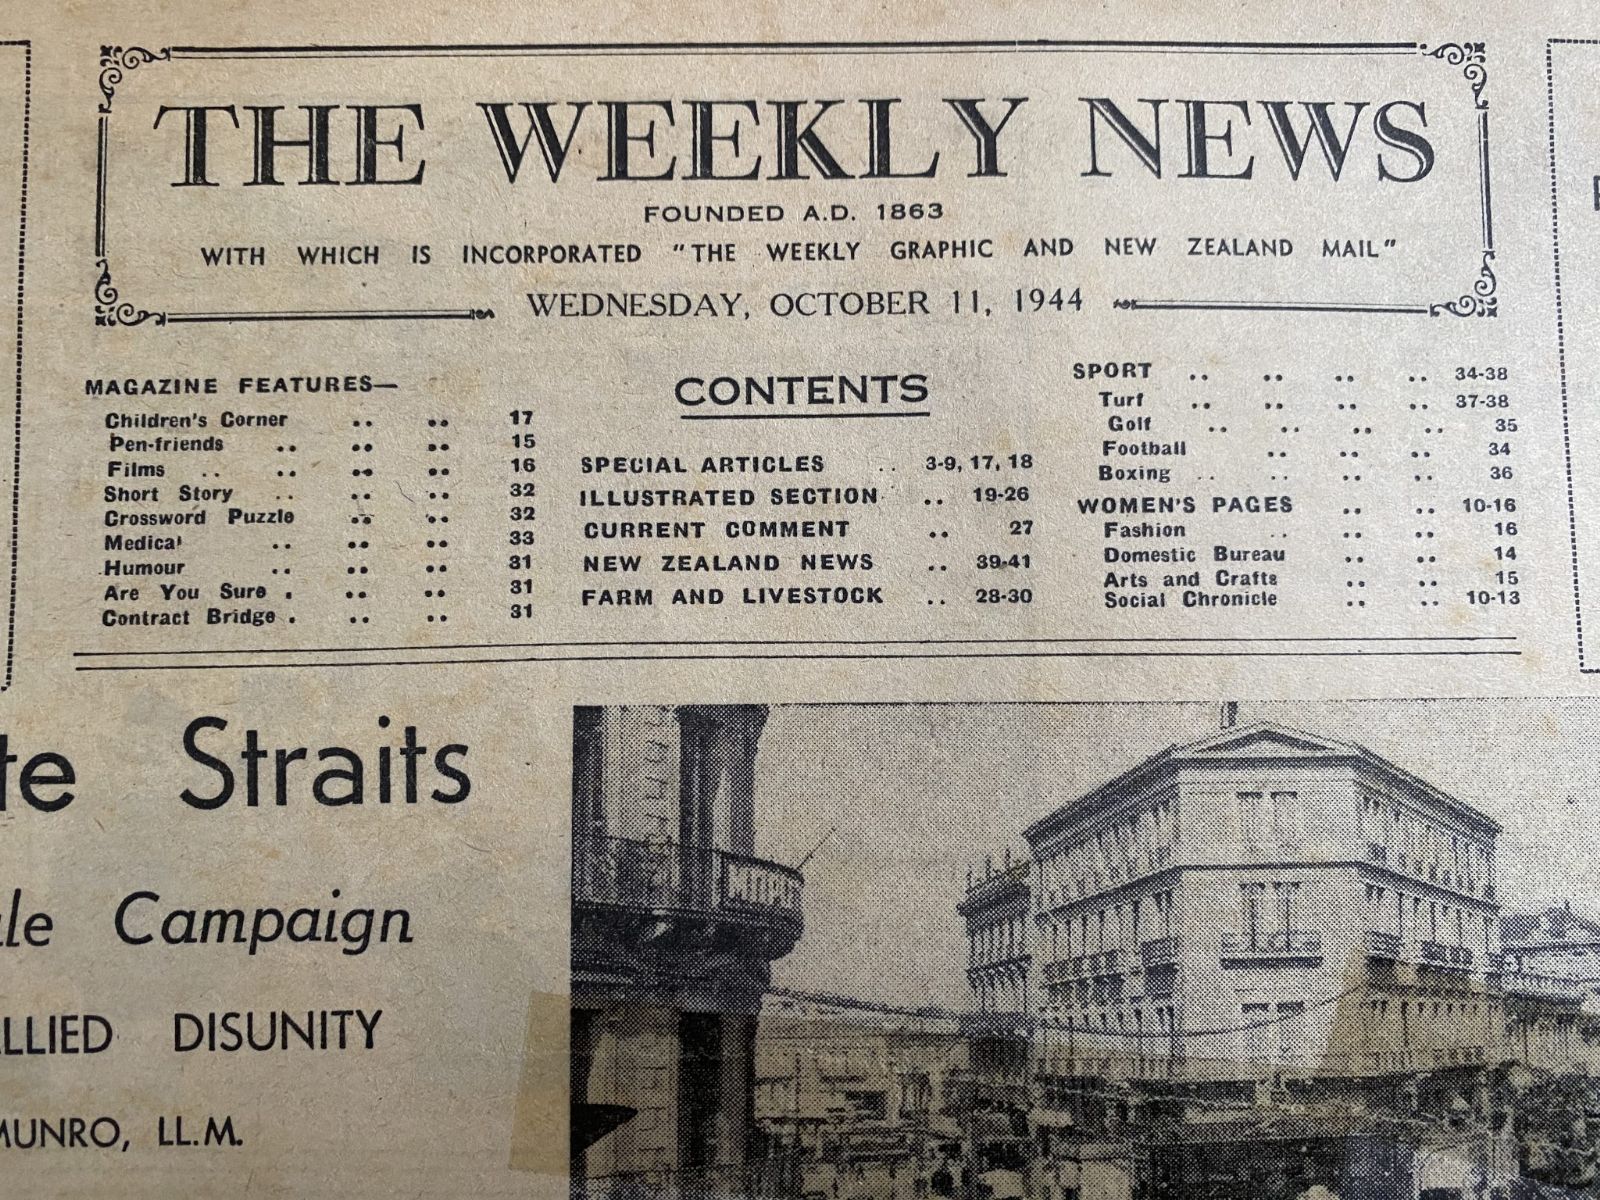 THE WEEKLY NEWS
FOUNDED A.D. 1863
WITH WHICH IS INCORPORATED "THE WEEKLY GRAPHIC AND NEW ZEALAND MAIL"
WEDNESDAY, OCTOBER 11, 1944
MAGAZINE FEATURES—
Children's Corner .. .. 17
Pen-friends .. .. .. 15
Films .. .. .. .. 16
Short Story .. .. .. 32
Crossword Puzzle .. .. 32
Medical .. .. .. 33
Humour .. .. .. 31
Are You Sure . .. .. 31
Contract Bridge . .. .. 31
CONTENTS
SPECIAL ARTICLES .. 3-9, 17, 18
ILLUSTRATED SECTION .. 19-26
CURRENT COMMENT .. 27
NEW ZEALAND NEWS .. 39-41
FARM AND LIVESTOCK .. 28-30
SPORT .. .. .. .. 34-38
Turf .. .. .. .. 37-38
Golf .. .. .. .. 35
Football .. .. .. 34
Boxing .. .. .. .. 36
WOMEN'S PAGES .. .. 10-16
Fashion .. .. .. 16
Domestic Bureau .. .. 14
Arts and Crafts .. .. 15
Social Chronicle .. .. 10-13
te Straits
le Campaign
LLIED DISUNITY
MUNRO, LL.M.